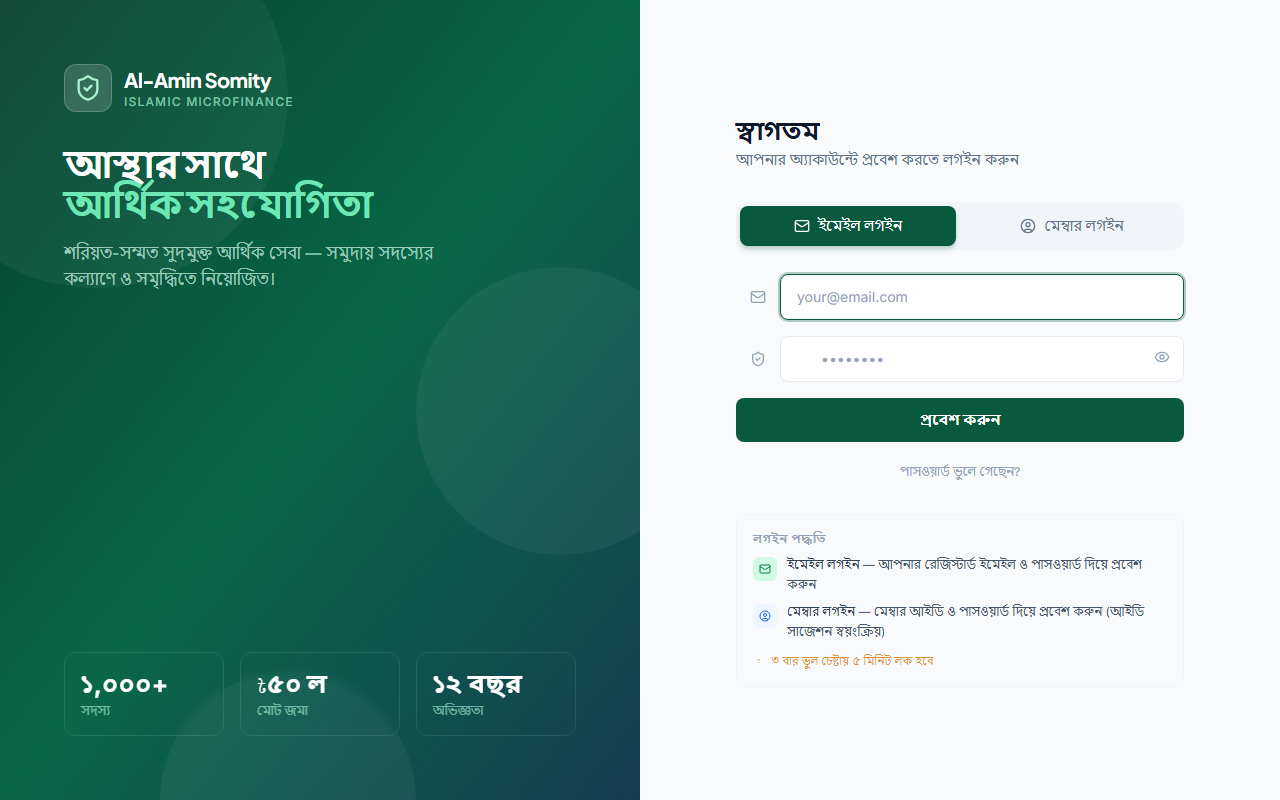 Al-Amin Somity
ISLAMIC MICROFINANCE
আস্থার সাথে
আর্থিক সহযোগিতা
শরিয়ত-সম্মত সুদমুক্ত আর্থিক সেবা — সমুদায় সদস্যের
কল্যাণে ও সমৃদ্ধিতে নিয়োজিত।
১,০০০+
সদস্য
৳৫০ ল
মোট জমা
১২ বছর
অভিজ্ঞতা
স্বাগতম
আপনার অ্যাকাউন্টে প্রবেশ করতে লগইন করুন
ইমেইল লগইন
মেম্বার লগইন
your@email.com
••••••••
প্রবেশ করুন
পাসওয়ার্ড ভুলে গেছেন?
লগইন পদ্ধতি
ইমেইল লগইন — আপনার রেজিস্টার্ড ইমেইল ও পাসওয়ার্ড দিয়ে প্রবেশ
করুন
মেম্বার লগইন — মেম্বার আইডি ও পাসওয়ার্ড দিয়ে প্রবেশ করুন (আইডি
সাজেশন স্বয়ংক্রিয়)
৩ বার ভুল চেষ্টায় ৫ মিনিট লক হবে